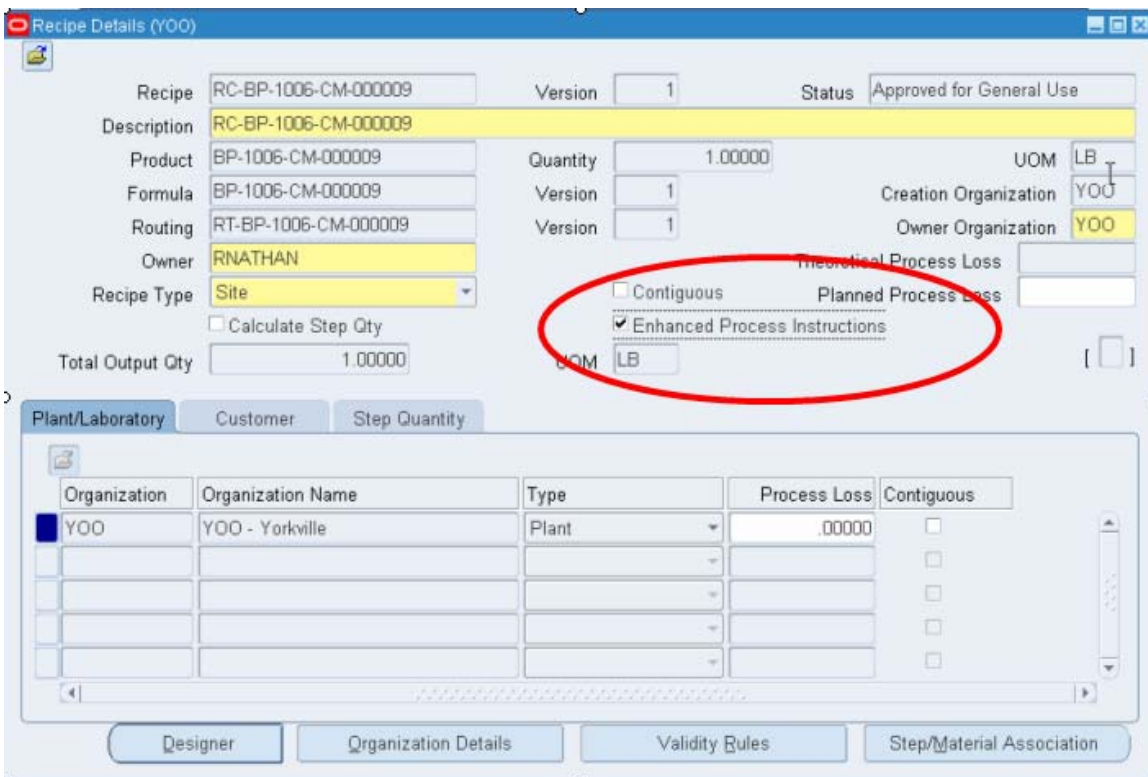 Recipe Details (YOO)
Recipe RC-BP-1006-CM-000009 Version 1 Status Approved for General Use
Description RC-BP-1006-CM-000009
Product BP-1006-CM-000009 Quantity 1.00000 UOM LB
Formula BP-1006-CM-000009 Version 1 Creation Organization YOO
Routing RT-BP-1006-CM-000009 Version 1 Owner Organization YOO
Owner RNATHAN Theoretical Process Loss
Recipe Type Site Contiguous Planned Process Loss
Calculate Step Qty Enhanced Process Instructions
Total Output Qty 1.00000 UOM LB [ ]
Plant/Laboratory Customer Step Quantity
Organization Organization Name Type Process Loss Contiguous
YOO YOO - Yorkville Plant .00000
Designer Organization Details Validity Rules Step/Material Association